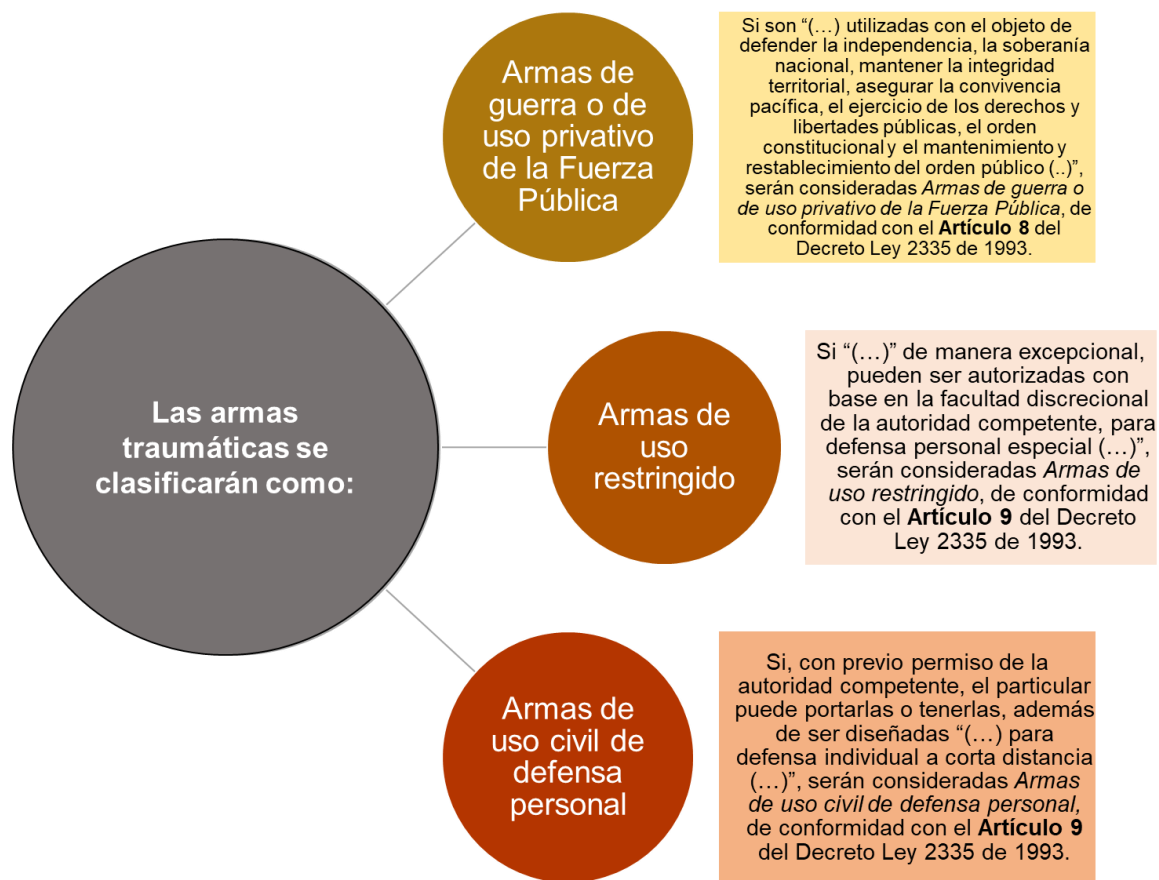 Las armas
traumáticas se
clasificarán como:
Armas de
guerra o de
uso privativo
de la Fuerza
Pública
Si son “(…) utilizadas con el objeto de
defender la independencia, la soberanía
nacional, mantener la integridad
territorial, asegurar la convivencia
pacífica, el ejercicio de los derechos y
libertades públicas, el orden
constitucional y el mantenimiento y
restablecimiento del orden público (..)”,
serán consideradas Armas de guerra o
de uso privativo de la Fuerza Pública, de
conformidad con el Artículo 8 del
Decreto Ley 2335 de 1993.
Armas de
uso
restringido
Si “(…)” de manera excepcional,
pueden ser autorizadas con
base en la facultad discrecional
de la autoridad competente, para
defensa personal especial (…)”,
serán consideradas Armas de
uso restringido, de conformidad
con el Artículo 9 del Decreto
Ley 2335 de 1993.
Armas de
uso civil de
defensa
personal
Si, con previo permiso de la
autoridad competente, el particular
puede portarlas o tenerlas, además
de ser diseñadas “(…) para
defensa individual a corta distancia
(…)”, serán consideradas Armas
de uso civil de defensa personal,
de conformidad con el Artículo 9
del Decreto Ley 2335 de 1993.